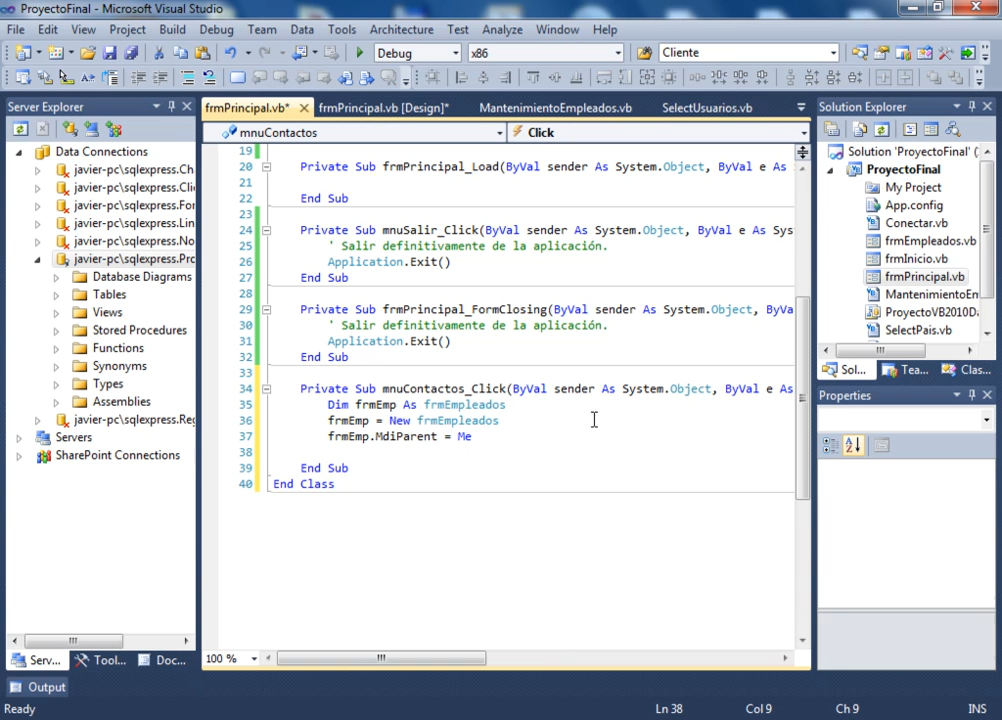 ProyectoFinal - Microsoft Visual Studio
File Edit View Project Build Debug Team Data Tools Architecture Test Analyze Window Help
Debug x86 Cliente
Server Explorer
Data Connections
javier-pc\sqlexpress.Ch
javier-pc\sqlexpress.Cli
javier-pc\sqlexpress.For
javier-pc\sqlexpress.Lin
javier-pc\sqlexpress.No
javier-pc\sqlexpress.Prc
Database Diagrams
Tables
Views
Stored Procedures
Functions
Synonyms
Types
Assemblies
javier-pc\sqlexpress.Reg
Servers
SharePoint Connections
Serv... Tool... Doc...
frmPrincipal.vb* frmPrincipal.vb [Design]* MantenimientoEmpleados.vb SelectUsuarios.vb
mnuContactos Click
19
20 Private Sub frmPrincipal_Load(ByVal sender As System.Object, ByVal e As
21
22 End Sub
23
24 Private Sub mnuSalir_Click(ByVal sender As System.Object, ByVal e As Syst
25 ' Salir definitivamente de la aplicación.
26 Application.Exit()
27 End Sub
28
29 Private Sub frmPrincipal_FormClosing(ByVal sender As System.Object, ByVa
30 ' Salir definitivamente de la aplicación.
31 Application.Exit()
32 End Sub
33
34 Private Sub mnuContactos_Click(ByVal sender As System.Object, ByVal e As
35 Dim frmEmp As frmEmpleados
36 frmEmp = New frmEmpleados
37 frmEmp.MdiParent = Me
38
39 End Sub
40 End Class
100 %
Solution Explorer
Solution 'ProyectoFinal' (
ProyectoFinal
My Project
App.config
Conectar.vb
frmEmpleados.vb
frmInicio.vb
frmPrincipal.vb
MantenimientoEm
ProyectoVB2010Da
SelectPais.vb
Sol... Tea... Clas...
Properties
Output
Ready Ln 38 Col 9 Ch 9 INS